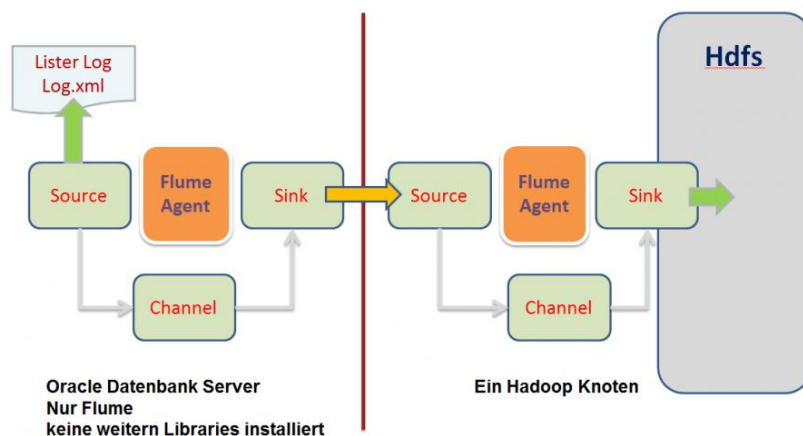 Lister Log
Log.xml
Source
Flume
Agent
Sink
Channel
Oracle Datenbank Server
Nur Flume
keine weitern Libraries installiert
Source
Flume
Agent
Sink
Channel
Ein Hadoop Knoten
Hdfs